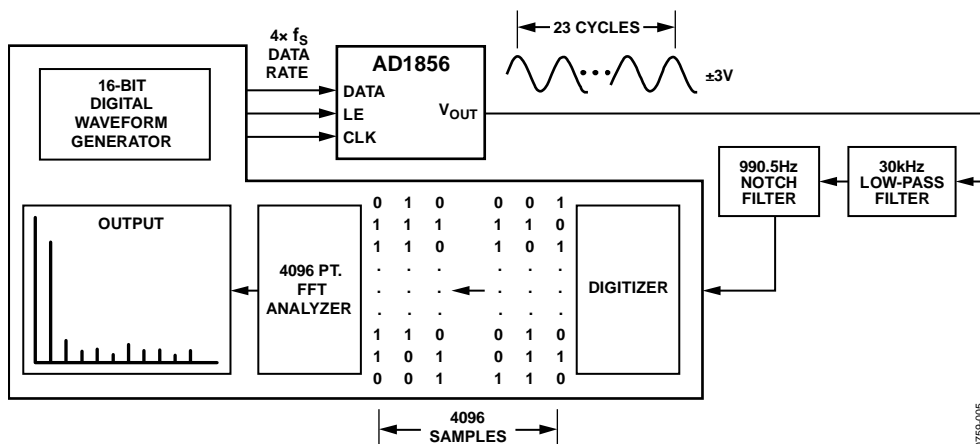 23 CYCLES
±3V
4× fS
DATA
RATE
16-BIT
DIGITAL
WAVEFORM
GENERATOR
AD1856
DATA
LE
CLK
VOUT
990.5Hz
NOTCH
FILTER
30kHz
LOW-PASS
FILTER
OUTPUT
4096 PT.
FFT
ANALYZER
0 1 0 0 0 1
1 1 1 1 1 0
1 1 0 1 0 1
. . . . . .
. . . . . .
. . . . . .
1 1 0 0 1 0
1 0 1 0 1 1
0 0 1 1 1 0
DIGITIZER
4096
SAMPLES